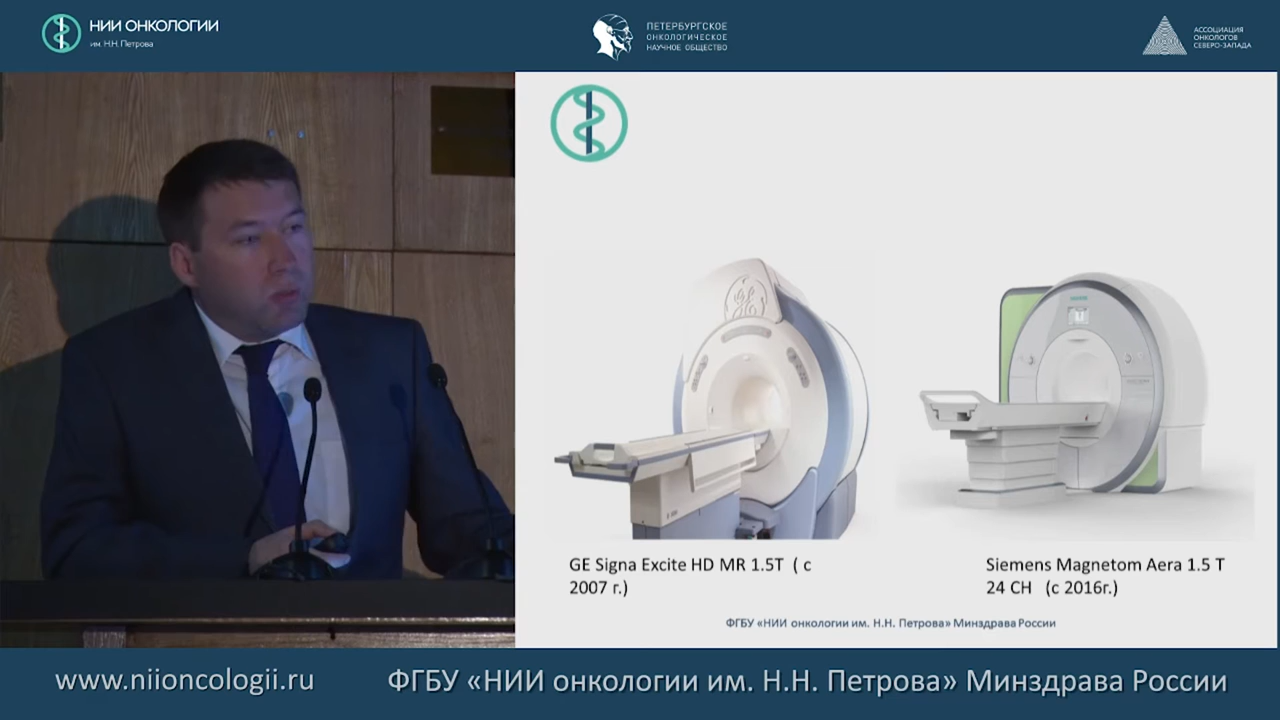 НИИ ОНКОЛОГИИ
им. Н.Н. Петрова
ПЕТЕРБУРГСКОЕ
ОНКОЛОГИЧЕСКОЕ
НАУЧНОЕ ОБЩЕСТВО
АССОЦИАЦИЯ
ОНКОЛОГОВ
СЕВЕРО-ЗАПАДА
GE Signa Excite HD MR 1.5T ( с
2007 г.)
Siemens Magnetom Aera 1.5 T
24 CH (с 2016г.)
ФГБУ «НИИ онкологии им. Н.Н. Петрова» Минздрава России
www.niioncologii.ru
ФГБУ «НИИ онкологии им. Н.Н. Петрова» Минздрава России